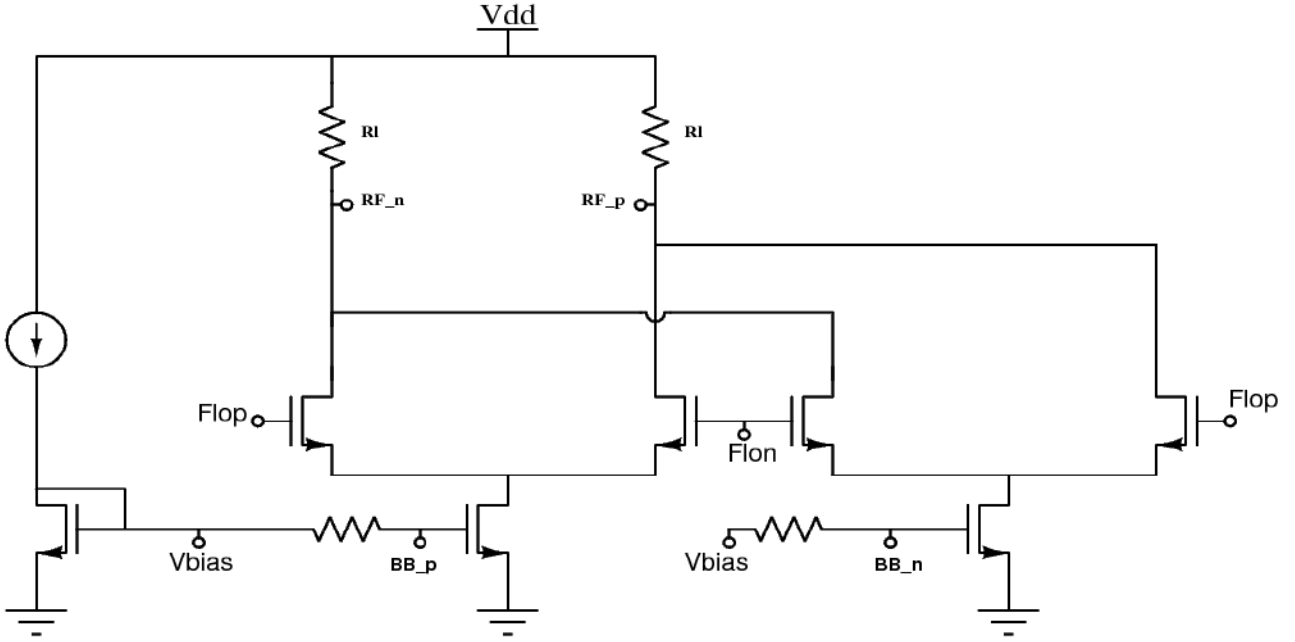 Vdd
Rl
Rl
RF_n
RF_p
Flop
Flon
Flop
Vbias
BB_p
Vbias
BB_n